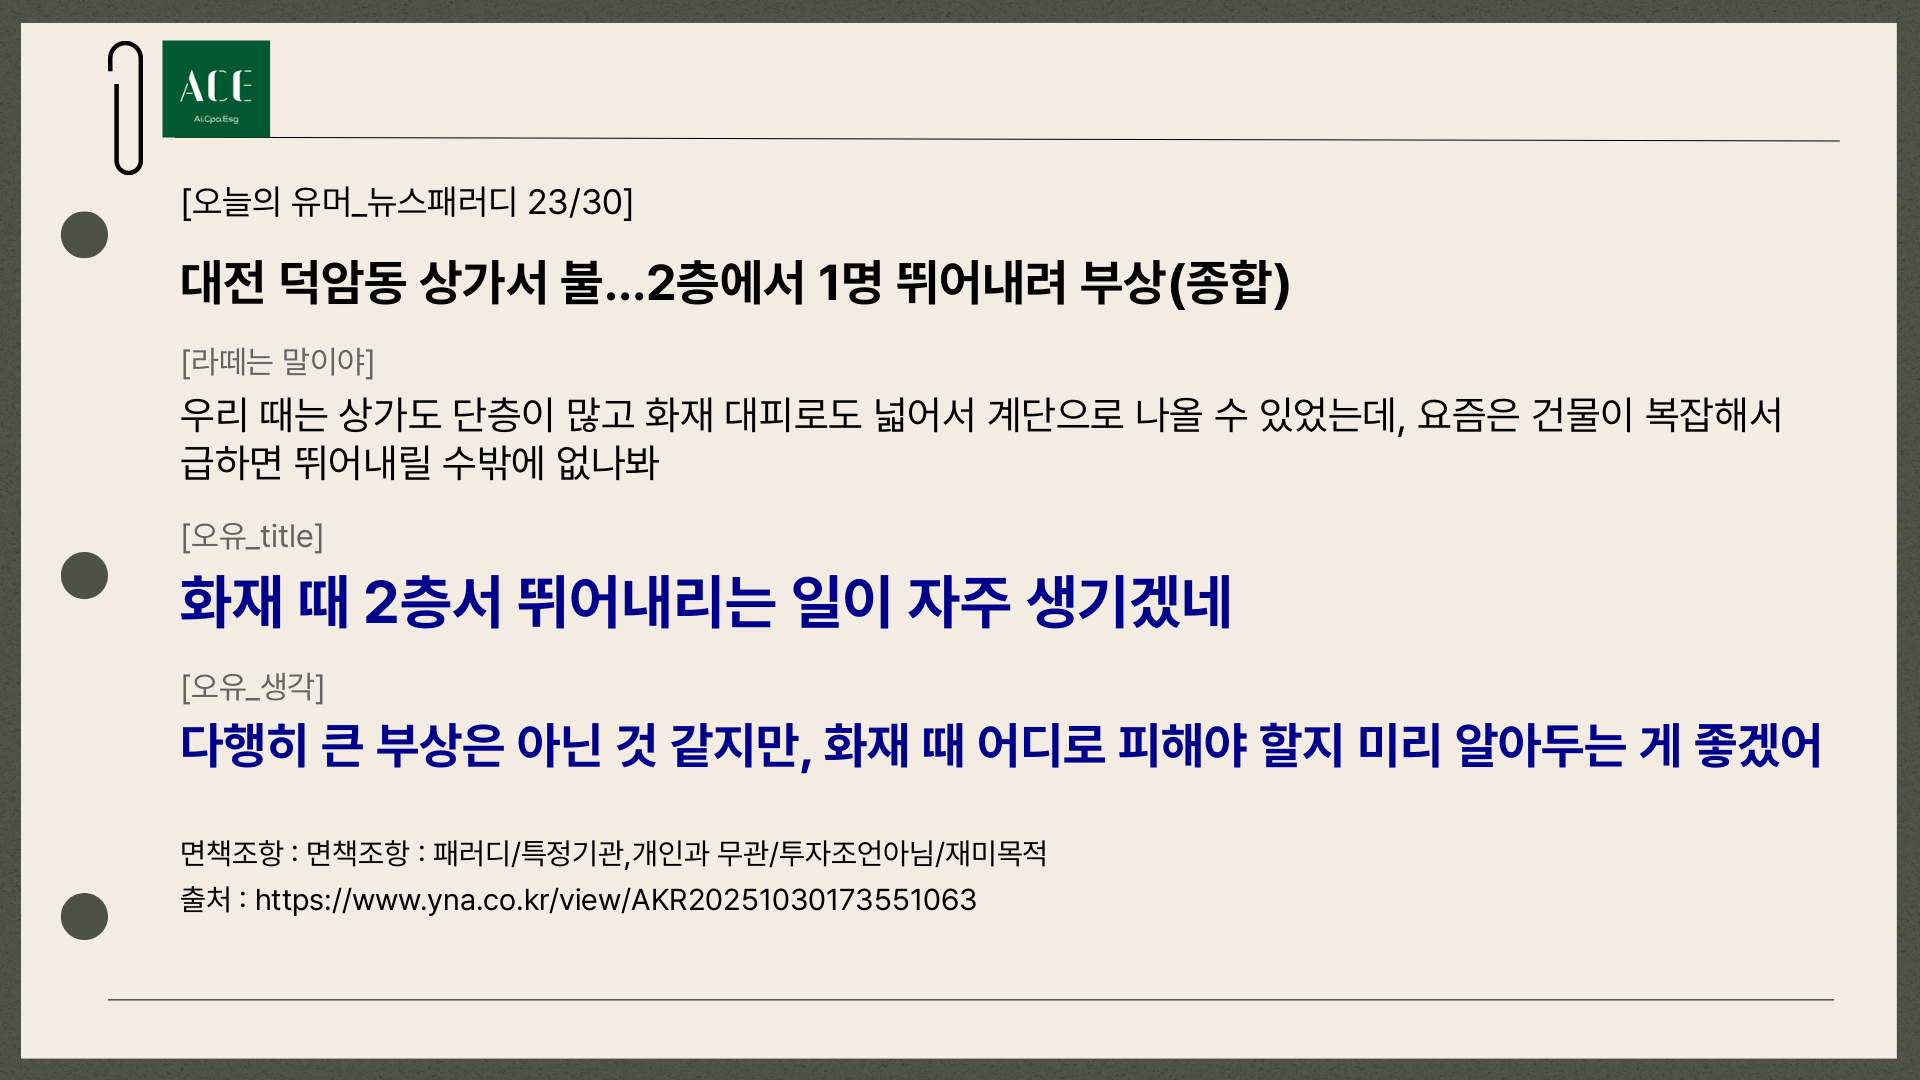 ACE
Ai.Cpa.Esg
[오늘의 유머_뉴스패러디 23/30]
대전 덕암동 상가서 불...2층에서 1명 뛰어내려 부상(종합)
[라떼는 말이야]
우리 때는 상가도 단층이 많고 화재 대피로도 넓어서 계단으로 나올 수 있었는데, 요즘은 건물이 복잡해서
급하면 뛰어내릴 수밖에 없나봐
[오유_title]
화재 때 2층서 뛰어내리는 일이 자주 생기겠네
[오유_생각]
다행히 큰 부상은 아닌 것 같지만, 화재 때 어디로 피해야 할지 미리 알아두는 게 좋겠어
면책조항 : 면책조항 : 패러디/특정기관,개인과 무관/투자조언아님/재미목적
출처 : https://www.yna.co.kr/view/AKR20251030173551063